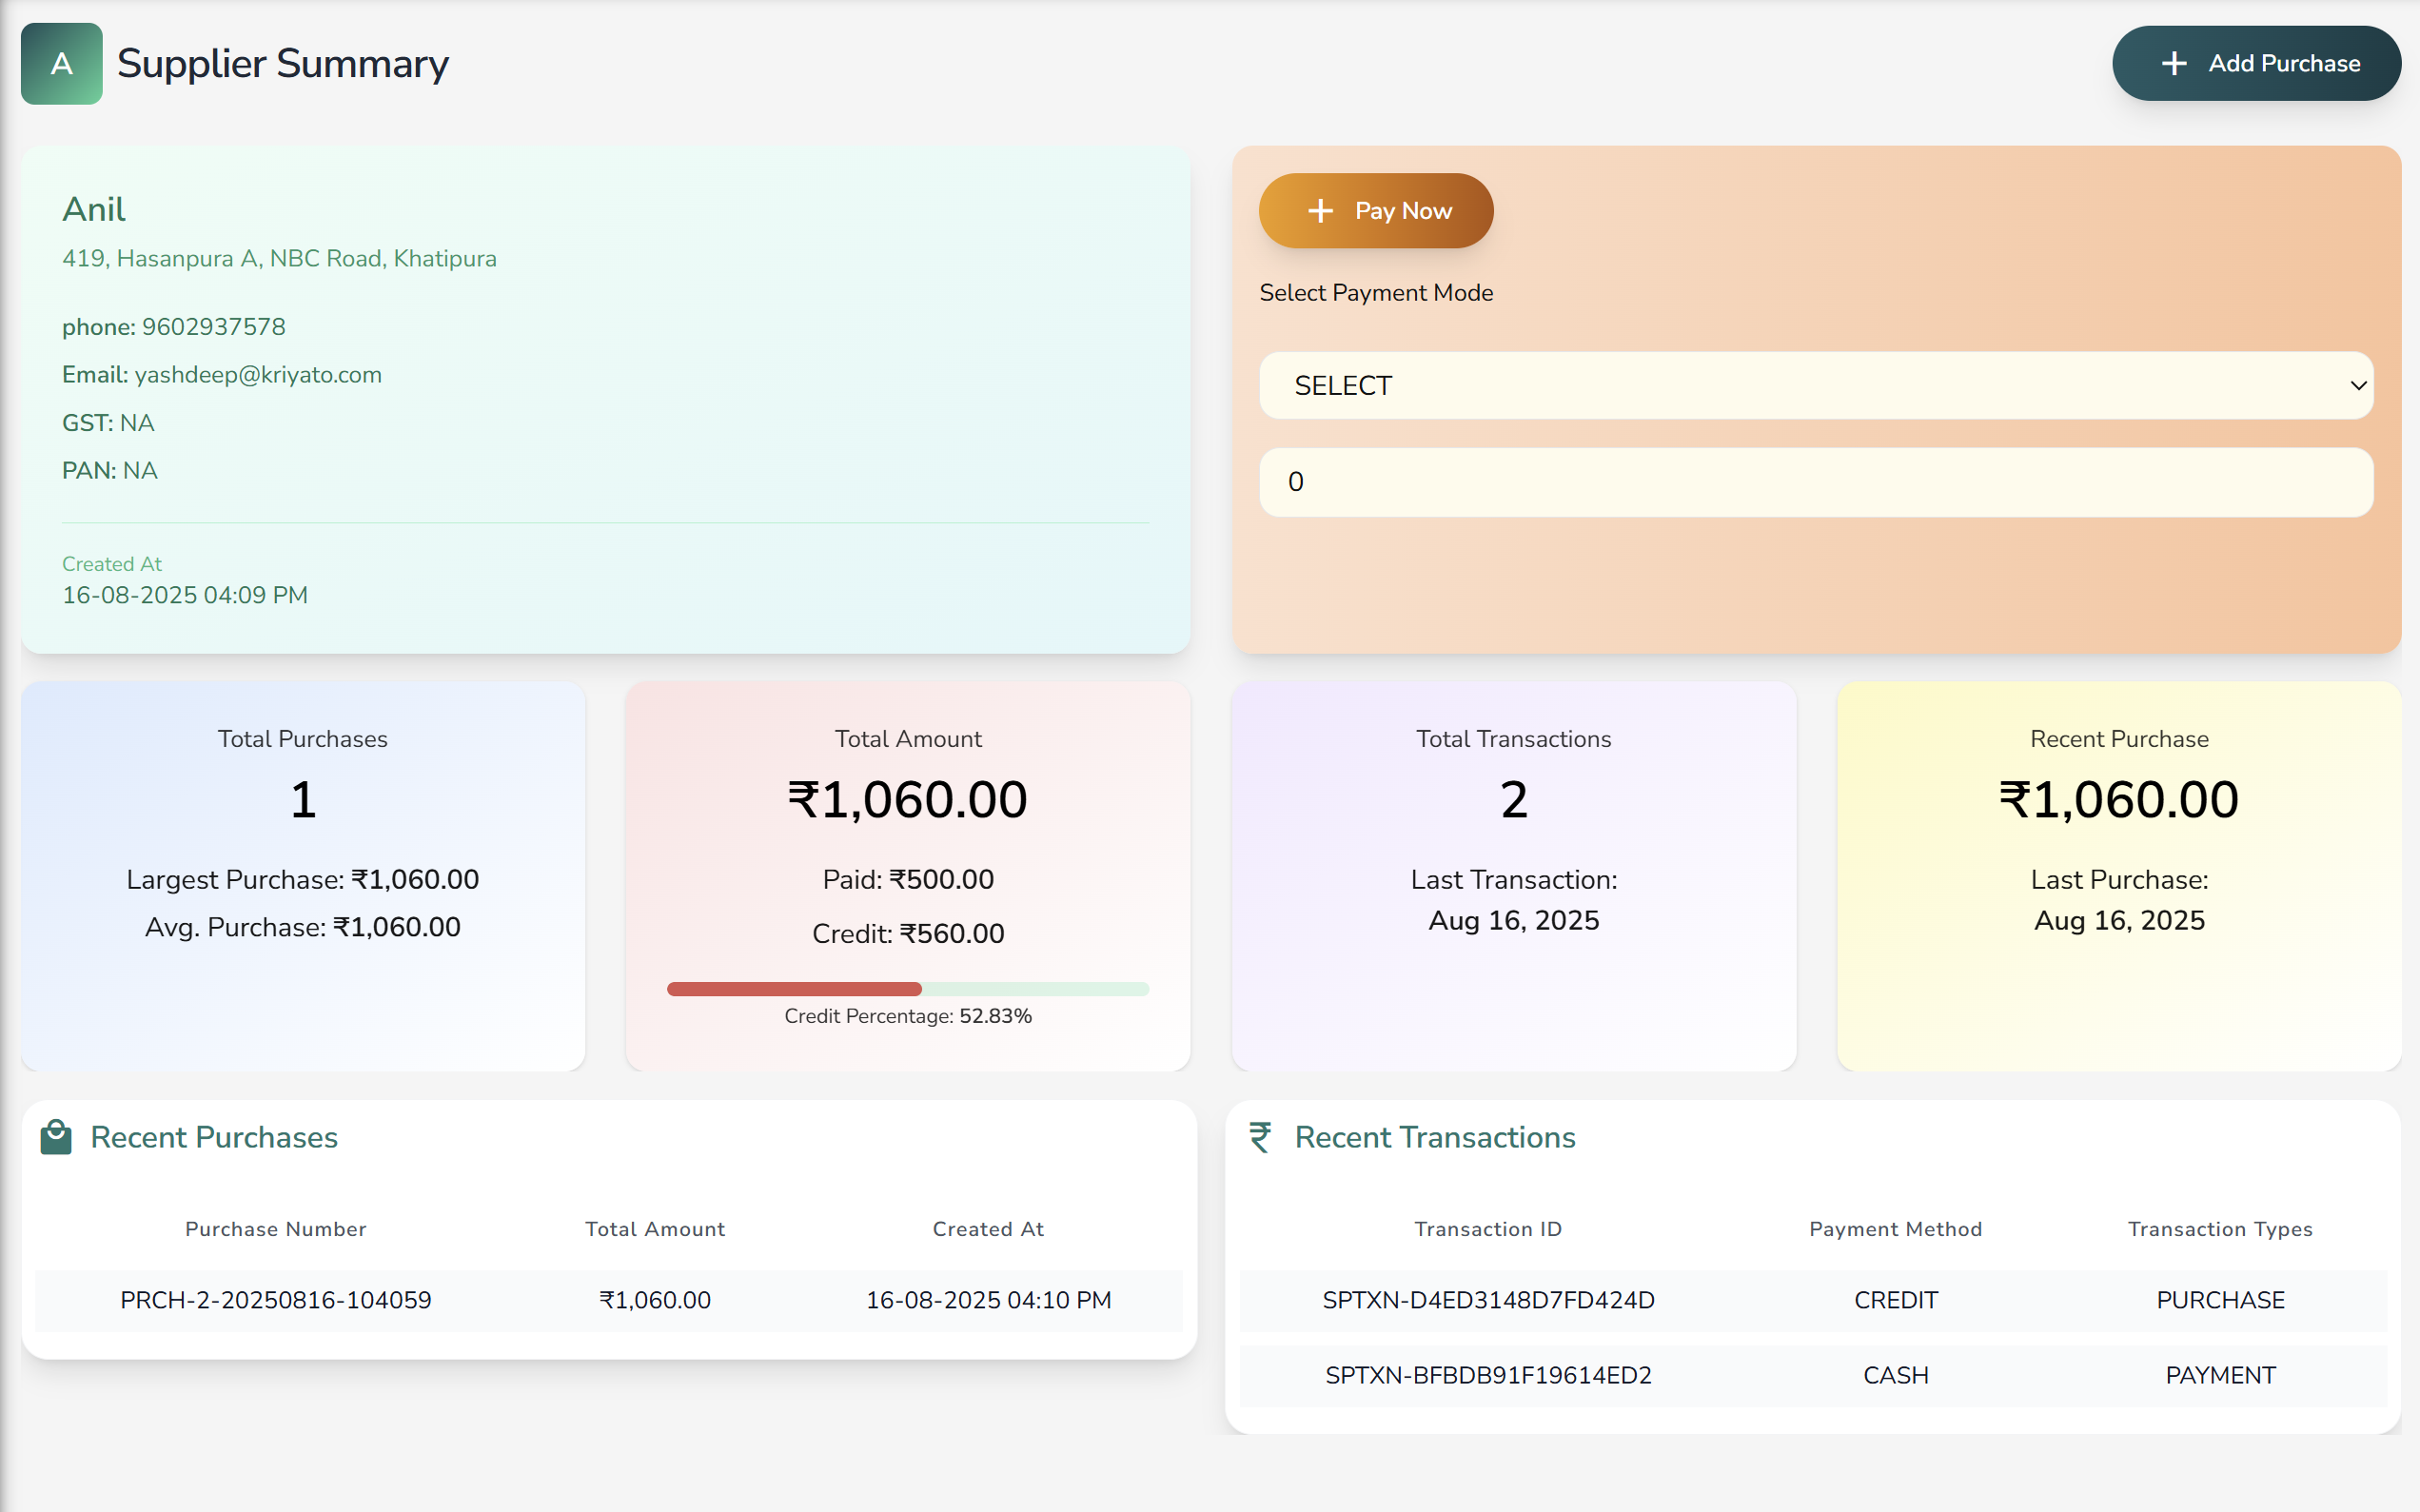 A
Supplier Summary
Add Purchase
Anil
419, Hasanpura A, NBC Road, Khatipura
phone: 9602937578
Email: yashdeep@kriyato.com
GST: NA
PAN: NA
Created At
16-08-2025 04:09 PM
Pay Now
Select Payment Mode
SELECT
0
Total Purchases
1
Largest Purchase: ₹1,060.00
Avg. Purchase: ₹1,060.00
Total Amount
₹1,060.00
Paid: ₹500.00
Credit: ₹560.00
Credit Percentage: 52.83%
Total Transactions
2
Last Transaction:
Aug 16, 2025
Recent Purchase
₹1,060.00
Last Purchase:
Aug 16, 2025
Recent Purchases
Purchase Number Total Amount Created At
PRCH-2-20250816-104059 ₹1,060.00 16-08-2025 04:10 PM
₹ Recent Transactions
Transaction ID Payment Method Transaction Types
SPTXN-D4ED3148D7FD424D CREDIT PURCHASE
SPTXN-BFBDB91F19614ED2 CASH PAYMENT